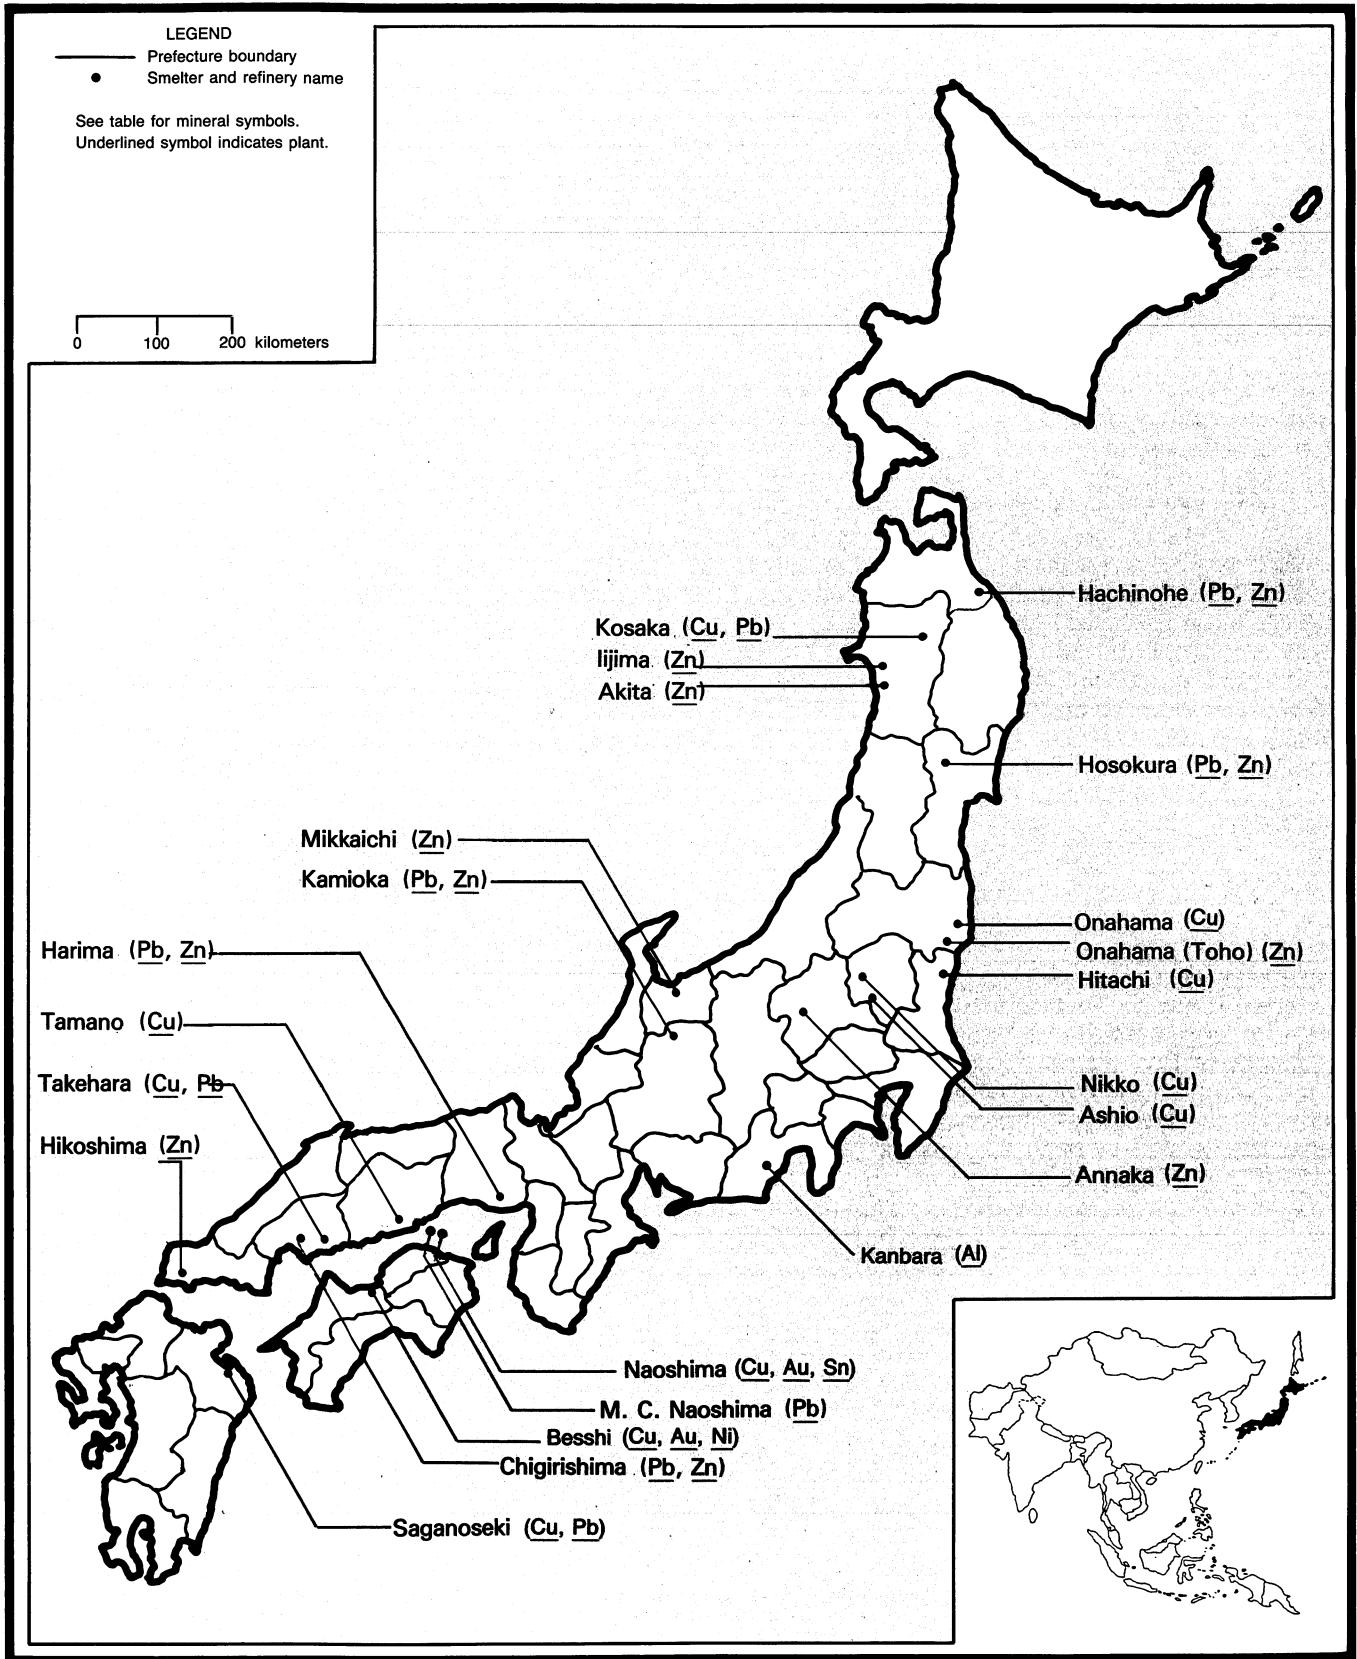 LEGEND
Prefecture boundary
Smelter and refinery name
See table for mineral symbols.
Underlined symbol indicates plant.
0 100 200 kilometers
Hachinohe (Pb, Zn)
Kosaka (Cu, Pb)
Iijima (Zn)
Akita (Zn)
Hosokura (Pb, Zn)
Mikkaichi (Zn)
Kamioka (Pb, Zn)
Onahama (Cu)
Onahama (Toho) (Zn)
Hitachi (Cu)
Harima (Pb, Zn)
Tamano (Cu)
Takehara (Cu, Pb
Hikoshima (Zn)
Nikko (Cu)
Ashio (Cu)
Annaka (Zn)
Kanbara (Al)
Naoshima (Cu, Au, Sn)
M. C. Naoshima (Pb)
Besshi (Cu, Au, Ni)
Chigirishima (Pb, Zn)
Saganoseki (Cu, Pb)